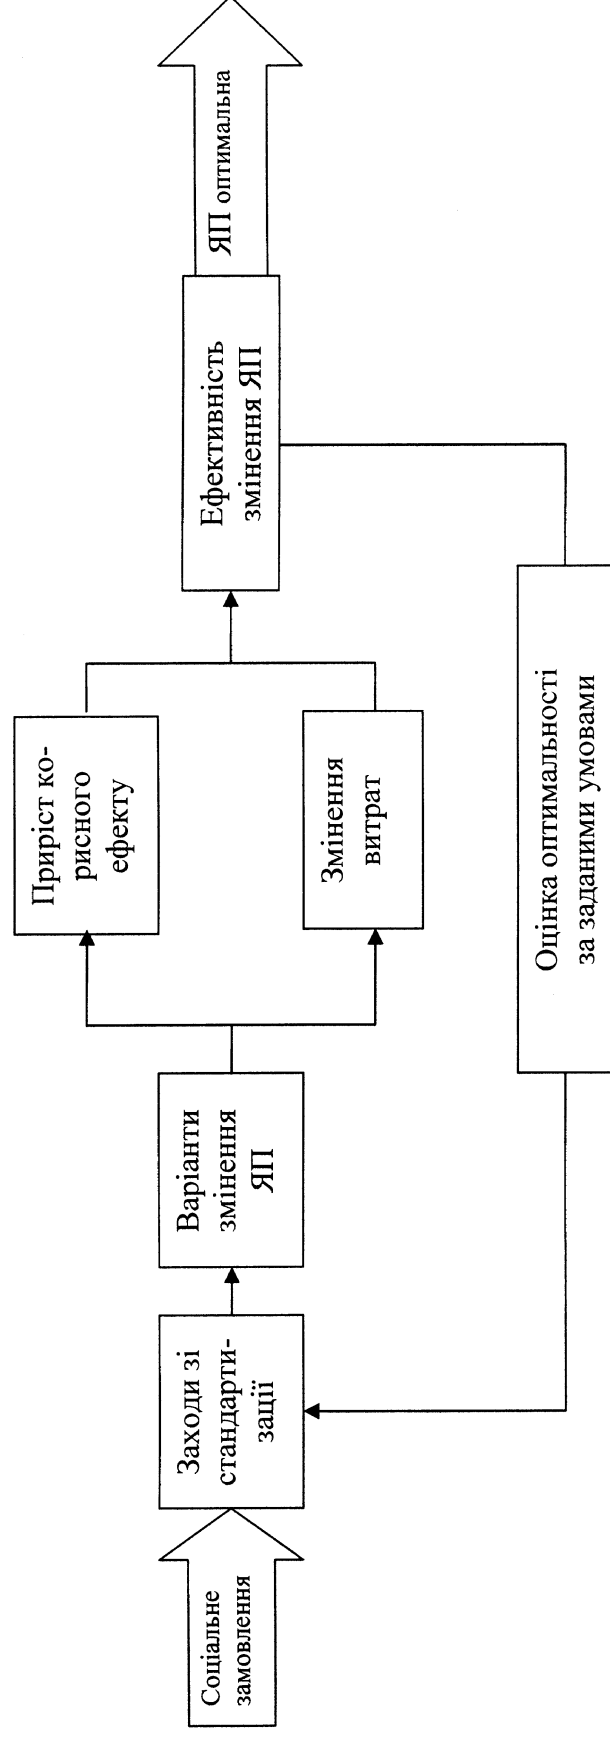 Соціальне
замовлення
Заходи зі
стандарти-
зації
Варіанти
змінення
ЯП
Приріст ко-
рисного
ефекту
Змінення
витрат
Ефективність
змінення ЯП
ЯП оптимальна
Оцінка оптимальності
за заданими умовами